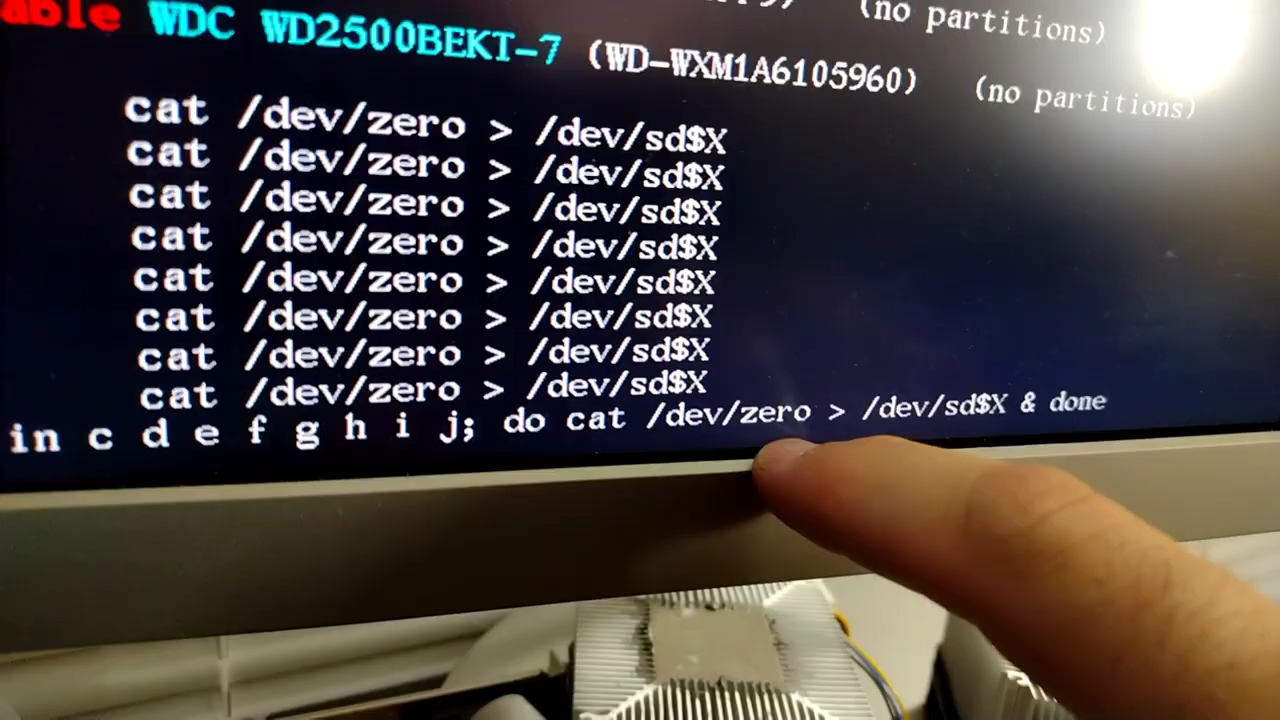 able WDC WD2500BEKT-7 (WD-WXM1A6105960) (no partitions)
(no partitions)
cat /dev/zero > /dev/sd$X
cat /dev/zero > /dev/sd$X
cat /dev/zero > /dev/sd$X
cat /dev/zero > /dev/sd$X
cat /dev/zero > /dev/sd$X
cat /dev/zero > /dev/sd$X
cat /dev/zero > /dev/sd$X
cat /dev/zero > /dev/sd$X
in c d e f g h i j; do cat /dev/zero > /dev/sd$X & done